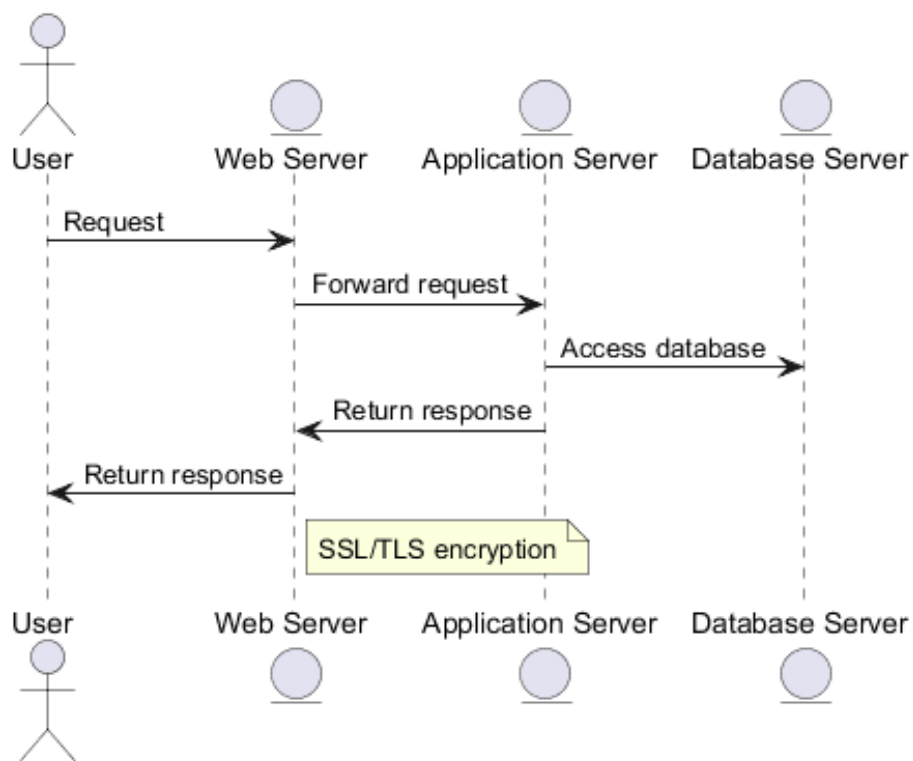 User
Web Server
Application Server
Database Server
Request
Forward request
Access database
Return response
Return response
SSL/TLS encryption
User
Web Server
Application Server
Database Server